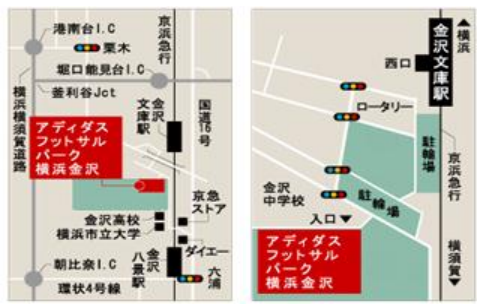 港南台I.C
栗木
堀口能見台I.C
釜利谷Jct
京浜急行
横浜横須賀道路
金沢
文庫駅
国道16号
アディダス
フットサル
パーク
横浜金沢
京急
ストア
金沢高校
横浜市立大学
ダイエー
金沢
八景駅
朝比奈I.C
環状4号線
六浦
横浜
金沢文庫駅
西口
ロータリー
駐輪場
京浜急行
金沢
中学校
駐輪場
入口
アディダス
フットサル
パーク
横浜金沢
横須賀